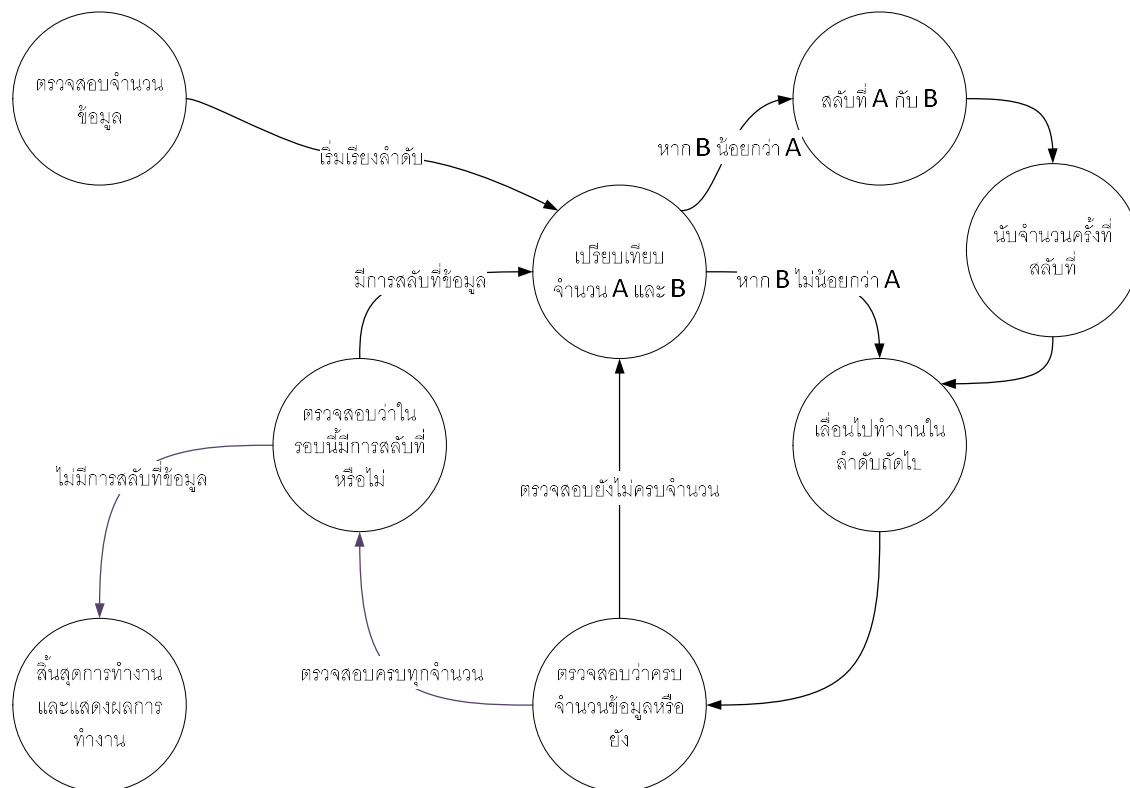 ตรวจสอบจำนวน
ข้อมูล
เริ่มเรียงลำดับ
หาก B น้อยกว่า A
สลับที่ A กับ B
นับจำนวนครั้งที่
สลับที่
เปรียบเทียบ
จำนวน A และ B
หาก B ไม่น้อยกว่า A
มีการสลับที่ข้อมูล
ตรวจสอบว่าใน
รอบนี้มีการสลับที่
หรือไม่
เลื่อนไปทำงานใน
ลำดับถัดไป
ไม่มีการสลับที่ข้อมูล
ตรวจสอบยังไม่ครบจำนวน
ตรวจสอบครบทุกจำนวน
สิ้นสุดการทำงาน
และแสดงผลการ
ทำงาน
ตรวจสอบว่าครบ
จำนวนข้อมูลหรือ
ยัง